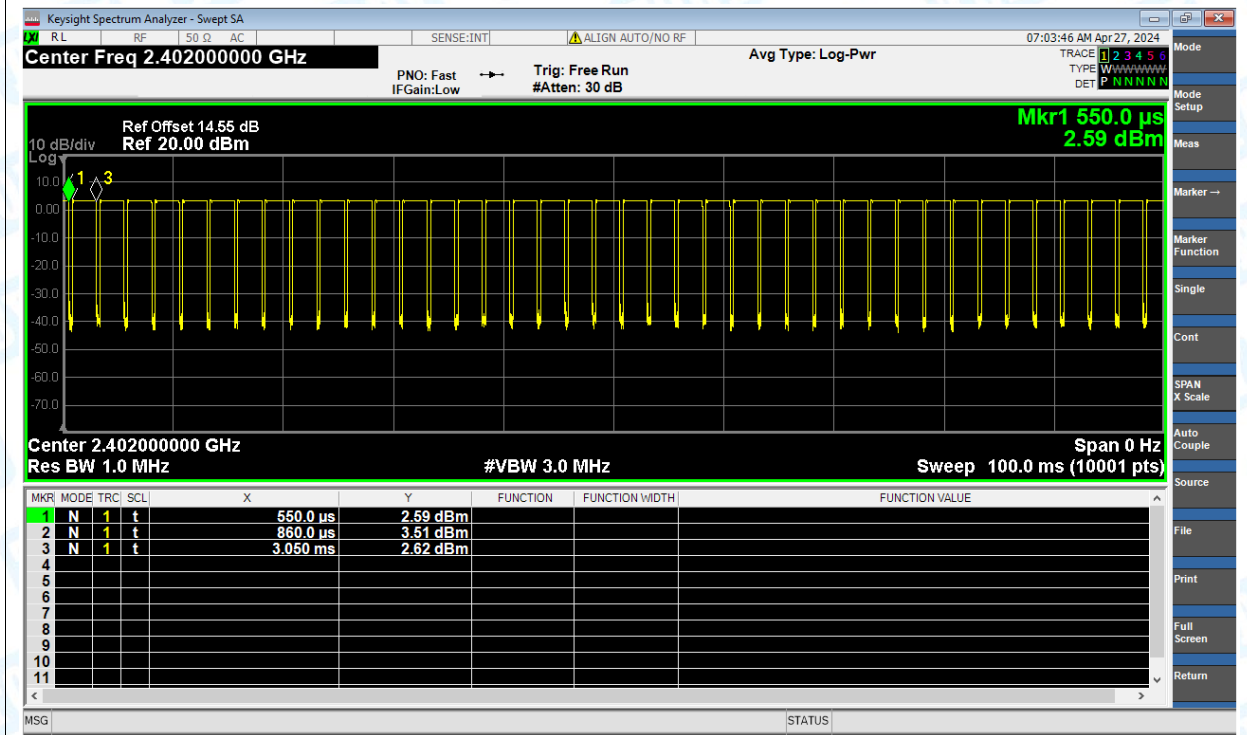 Keysight Spectrum Analyzer - Swept SA
LXI RL RF 50 Ω AC SENSE:INT ALIGN AUTO/NO RF 07:03:46 AM Apr 27, 2024
Center Freq 2.402000000 GHz
PNO: Fast
IFGain:Low
Trig: Free Run
#Atten: 30 dB
Avg Type: Log-Pwr
TRACE 1 2 3 4 5 6
TYPE WWWWWW
DET P N N N N N
Ref Offset 14.55 dB
10 dB/div Ref 20.00 dBm
Log
Mkr1 550.0 µs
2.59 dBm
1 3
10.0
0.00
-10.0
-20.0
-30.0
-40.0
-50.0
-60.0
-70.0
Center 2.402000000 GHz Span 0 Hz
Res BW 1.0 MHz #VBW 3.0 MHz Sweep 100.0 ms (10001 pts)
MKR MODE TRC SCL X Y FUNCTION FUNCTION WIDTH FUNCTION VALUE
1 N 1 t 550.0 µs 2.59 dBm
2 N 1 t 860.0 µs 3.51 dBm
3 N 1 t 3.050 ms 2.62 dBm
4
5
6
7
8
9
10
11
MSG STATUS
Mode
Mode
Setup
Meas
Marker →
Marker
Function
Single
Cont
SPAN
X Scale
Auto
Couple
Source
File
Print
Full
Screen
Return